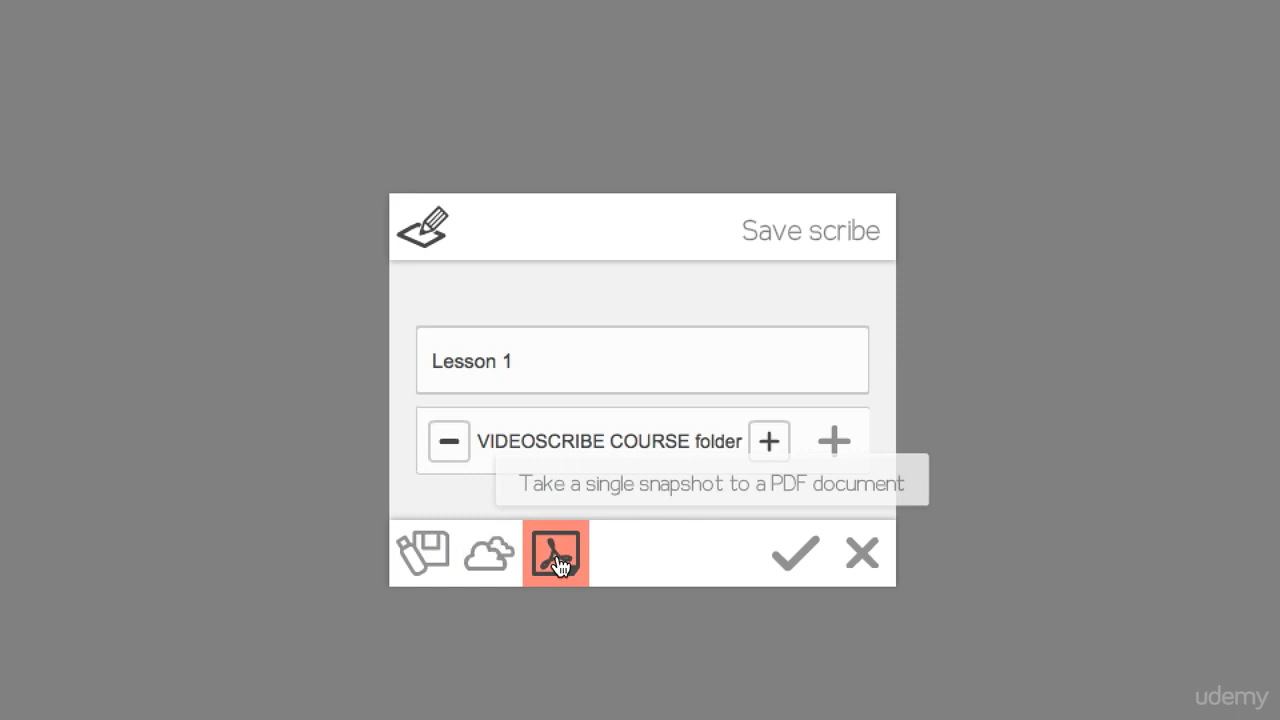 Save scribe
Lesson 1
VIDEOSCRIBE COURSE folder
Take a single snapshot to a PDF document
udemy